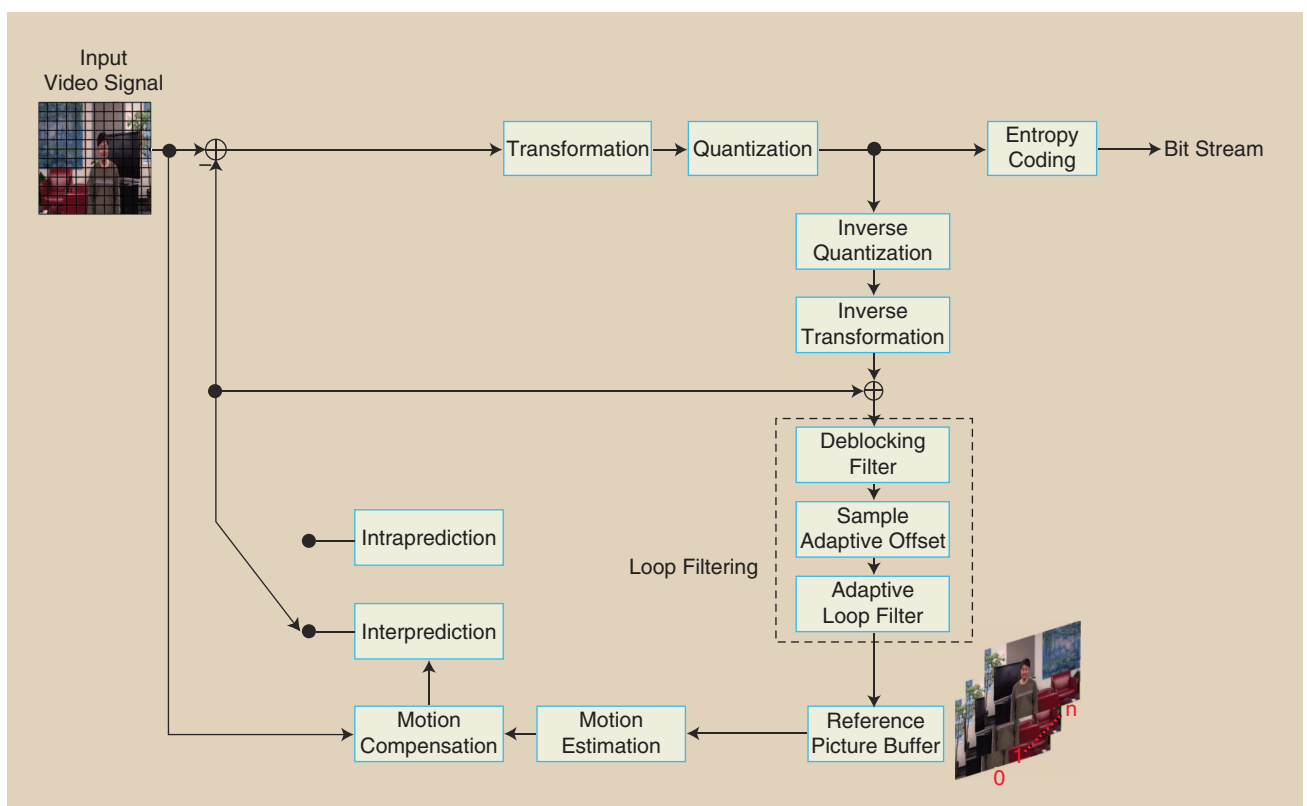 Input
Video Signal
Transformation
Quantization
Entropy
Coding
Bit Stream
Inverse
Quantization
Inverse
Transformation
Deblocking
Filter
Sample
Adaptive Offset
Adaptive
Loop Filter
Loop Filtering
Intraprediction
Interprediction
Motion
Compensation
Motion
Estimation
Reference
Picture Buffer
0
1
n